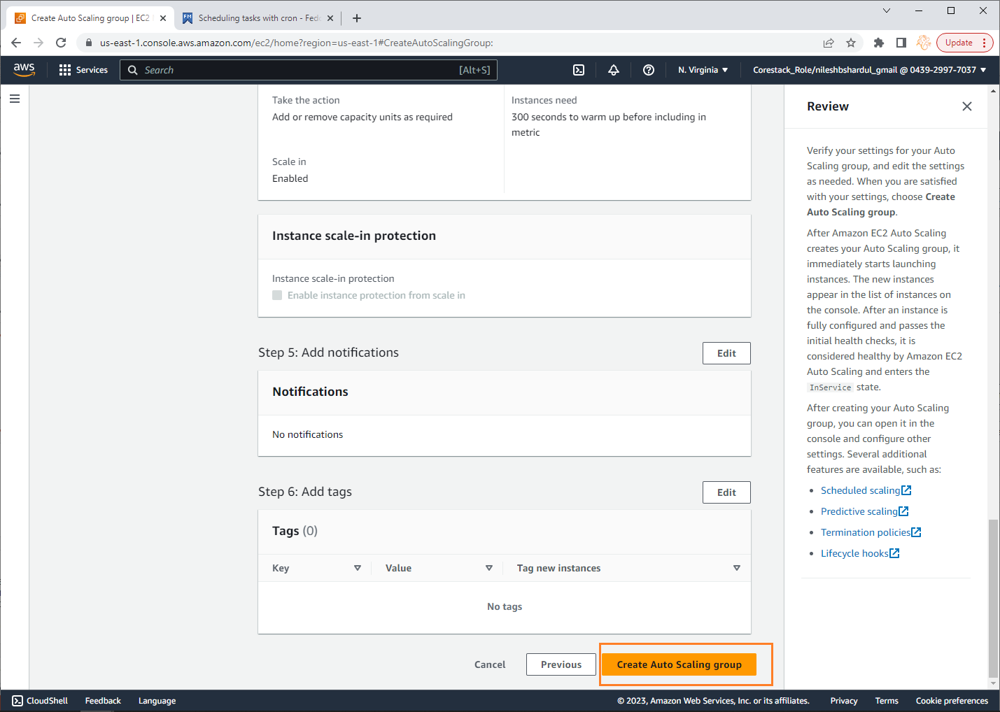 Create Auto Scaling group | EC2
Scheduling tasks with cron - Fed
us-east-1.console.aws.amazon.com/ec2/home?region=us-east-1#CreateAutoScalingGroup:
Update
aws
Services
Search
[Alt+S]
N. Virginia
Corestack_Role/nileshbshardul_gmail @ 0439-2997-7037
Take the action
Add or remove capacity units as required
Scale in
Enabled
Instances need
300 seconds to warm up before including in
metric
Instance scale-in protection
Instance scale-in protection
Enable instance protection from scale in
Step 5: Add notifications
Edit
Notifications
No notifications
Step 6: Add tags
Edit
Tags (0)
Key
Value
Tag new instances
No tags
Cancel
Previous
Create Auto Scaling group
Review
Verify your settings for your Auto
Scaling group, and edit the settings
as needed. When you are satisfied
with your settings, choose Create
Auto Scaling group.
After Amazon EC2 Auto Scaling
creates your Auto Scaling group, it
immediately starts launching
instances. The new instances
appear in the list of instances on
the console. After an instance is
fully configured and passes the
initial health checks, it is
considered healthy by Amazon EC2
Auto Scaling and enters the
InService state.
After creating your Auto Scaling
group, you can open it in the
console and configure other
settings. Several additional
features are available, such as:
• Scheduled scaling
• Predictive scaling
• Termination policies
• Lifecycle hooks
CloudShell
Feedback
Language
© 2023, Amazon Web Services, Inc. or its affiliates.
Privacy
Terms
Cookie preferences